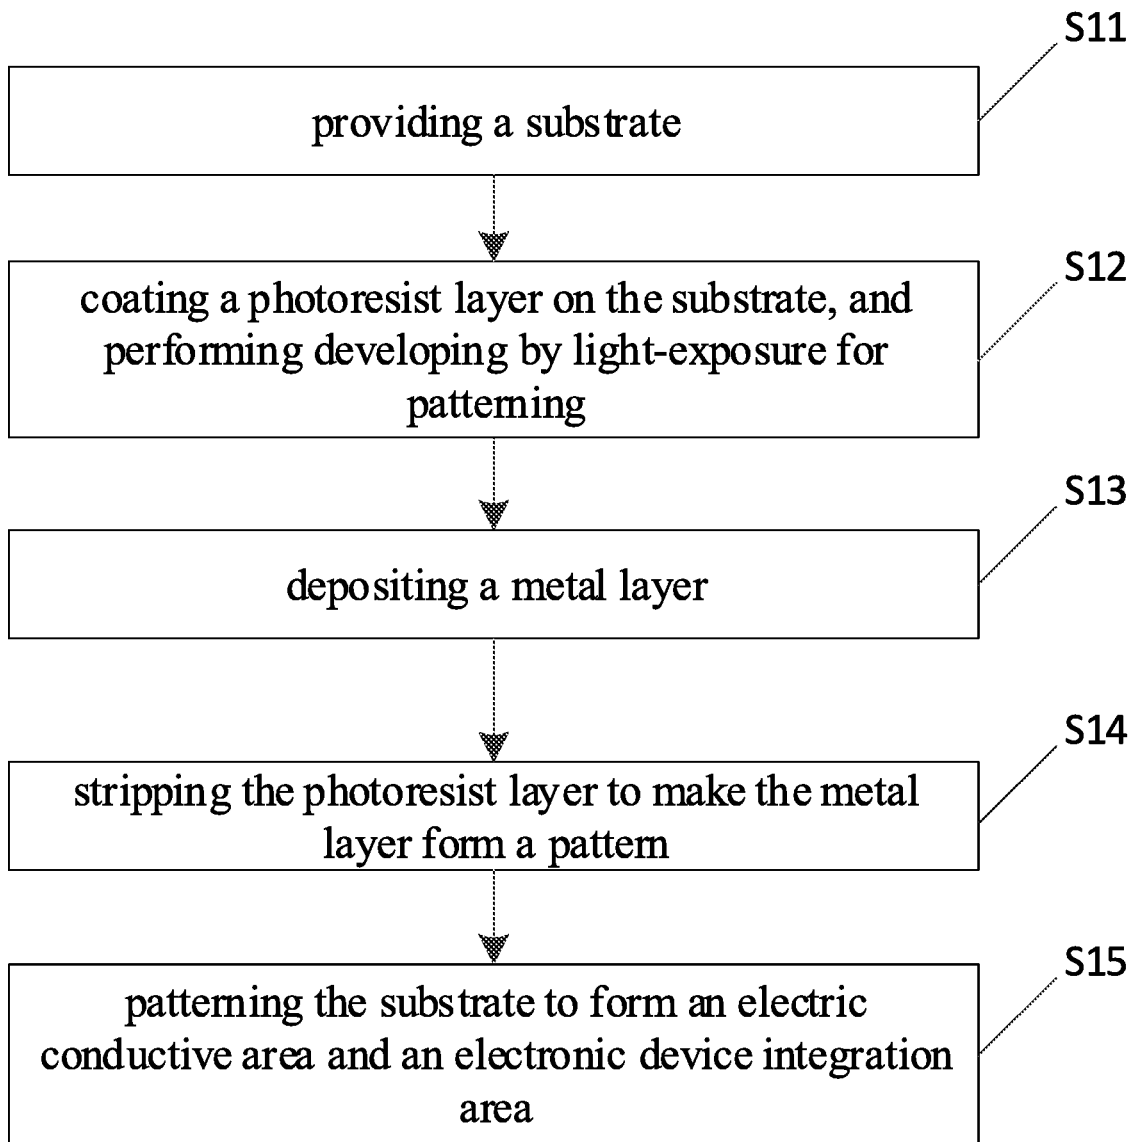 S11
providing a substrate
S12
coating a photoresist layer on the substrate, and
performing developing by light-exposure for
patterning
S13
depositing a metal layer
S14
stripping the photoresist layer to make the metal
layer form a pattern
S15
patterning the substrate to form an electric
conductive area and an electronic device integration
area